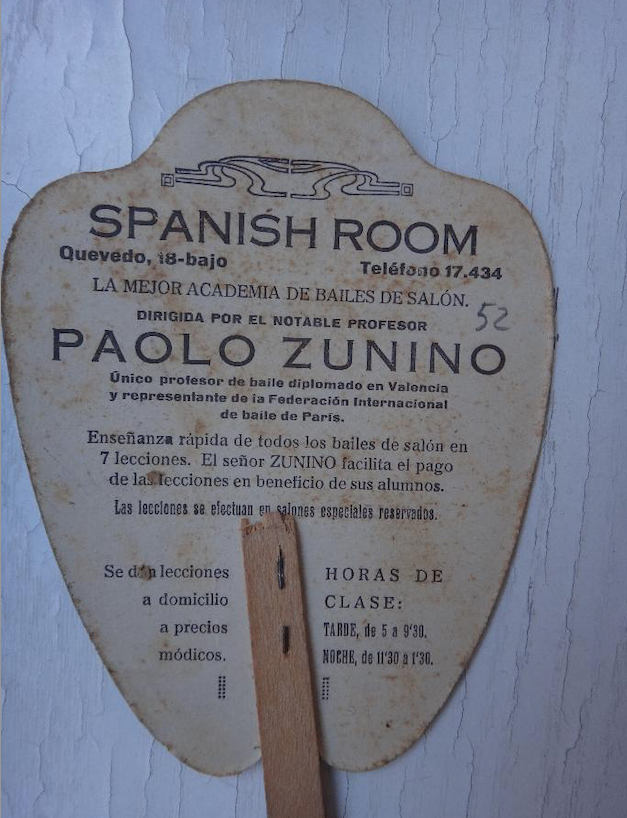 SPANISH ROOM
Quevedo, 18-bajo
Teléfono 17.434
LA MEJOR ACADEMIA DE BAILES DE SALÓN.
52
DIRIGIDA POR EL NOTABLE PROFESOR
PAOLO ZUNINO
Único profesor de baile diplomado en Valencia
y representante de la Federación Internacional
de baile de París.
Enseñanza rápida de todos los bailes de salón en
7 lecciones. El señor ZUNINO facilita el pago
de las lecciones en beneficio de sus alumnos.
Las lecciones se efectuan en salones especiales reservados.
Se dan lecciones
a domicilio
a precios
módicos.
HORAS DE
CLASE:
TARDE, de 5 a 9'30.
NOCHE, de 11'30 a 1'30.